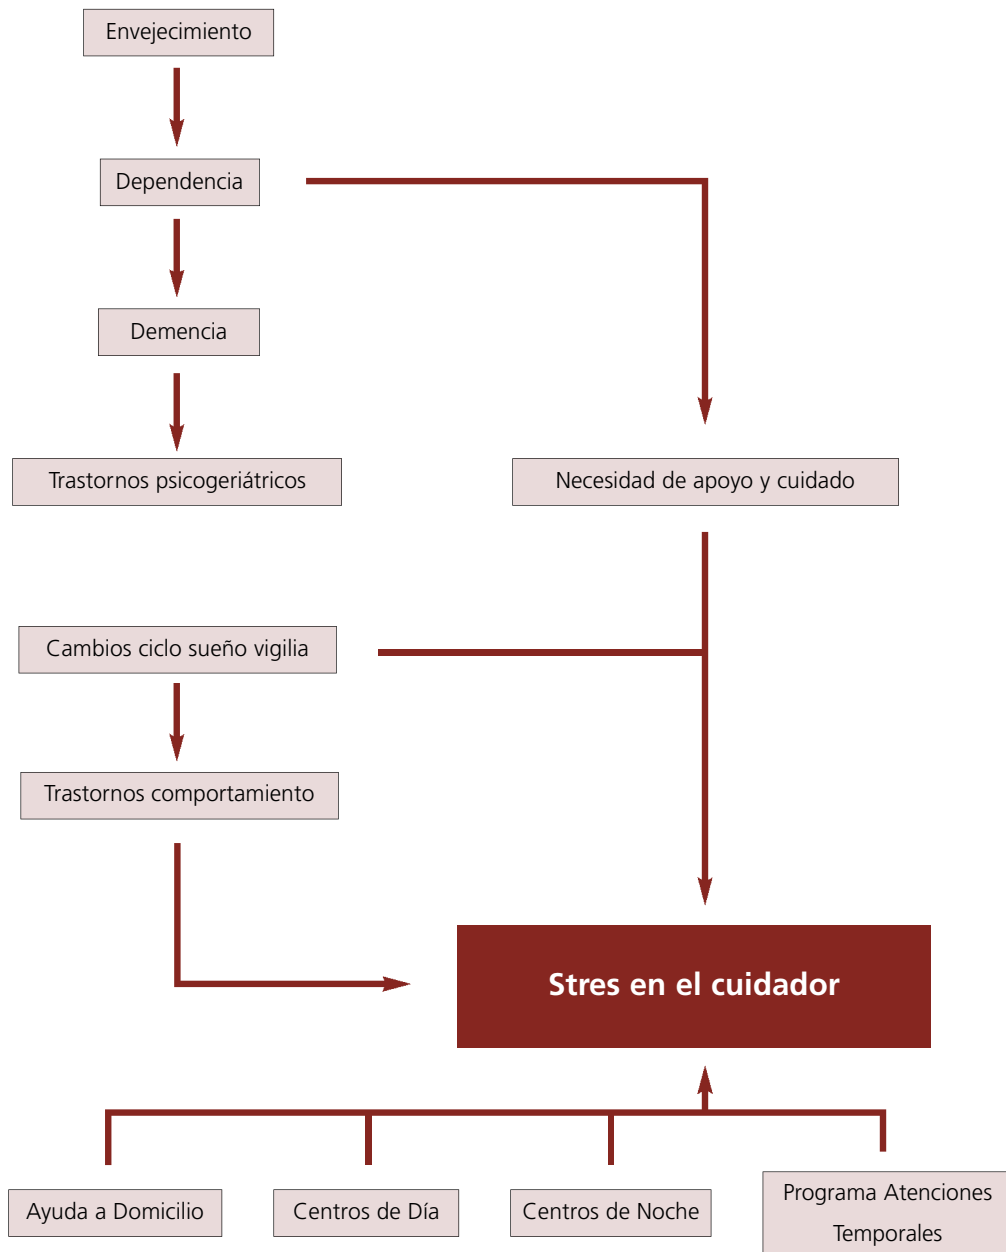 Envejecimiento
Dependencia
Demencia
Trastornos psicogeriátricos
Necesidad de apoyo y cuidado
Cambios ciclo sueño vigilia
Trastornos comportamiento
Stres en el cuidador
Ayuda a Domicilio
Centros de Día
Centros de Noche
Programa Atenciones
Temporales